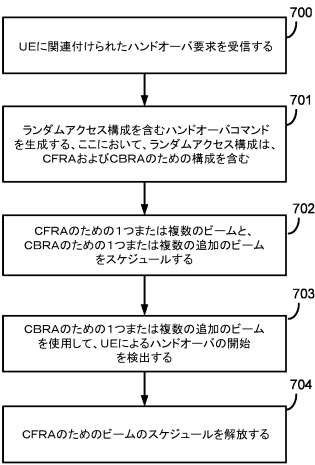 700
UEに関連付けられたハンドオーバ要求を受信する
701
ランダムアクセス構成を含むハンドオーバコマンド
を生成する、ここにおいて、ランダムアクセス構成は、
CFRAおよびCBRAのための構成を含む
702
CFRAのための1つまたは複数のビームと、
CBRAのための1つまたは複数の追加のビーム
をスケジュールする
703
CBRAのための1つまたは複数の追加のビーム
を使用して、UEによるハンドオーバの開始
を検出する
704
CFRAのためのビームのスケジュールを解放する